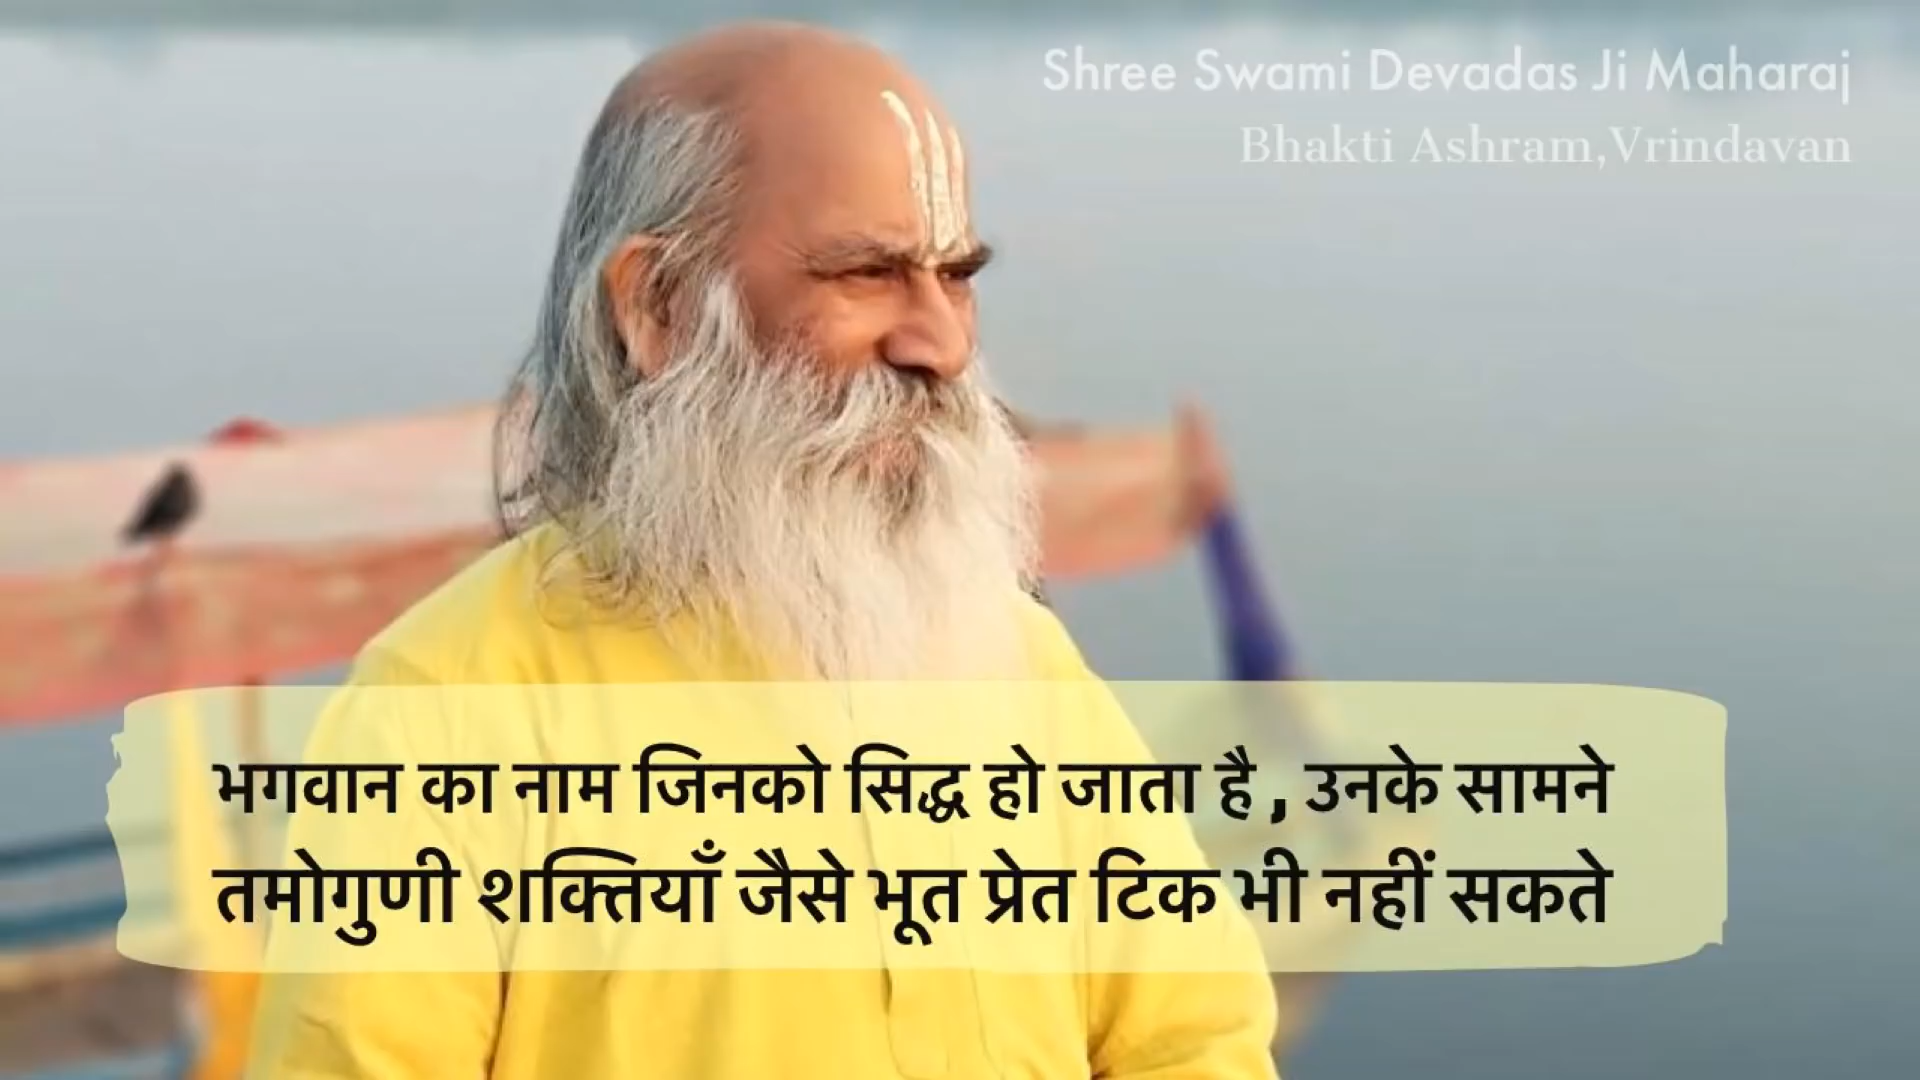 Shree Swami Devadas Ji Maharaj
Bhakti Ashram,Vrindavan
भगवान का नाम जिनको सिद्ध हो जाता है , उनके सामने
तमोगुणी शक्तियाँ जैसे भूत प्रेत टिक भी नहीं सकते